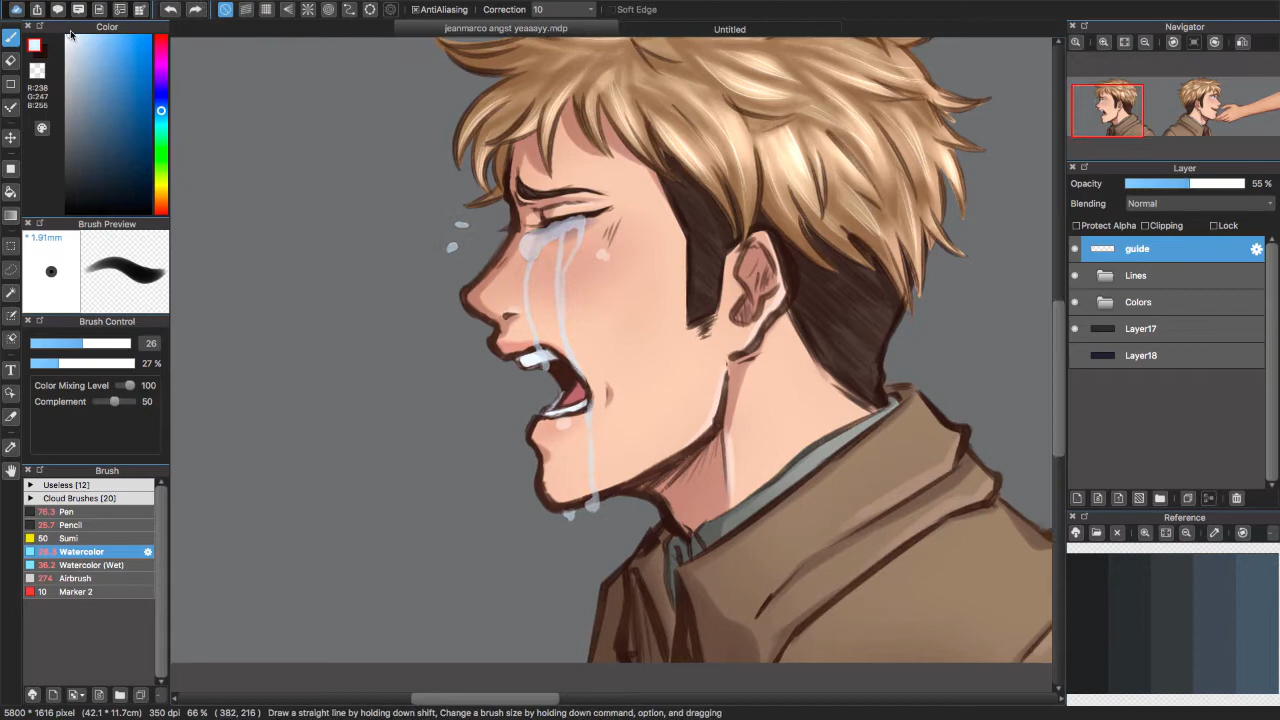 AntiAliasing Correction 10 Soft Edge
jeanmarco angst yeaaayy.mdp Untitled
Color
R:238
G:247
B:255
Brush Preview
* 1.91mm
Brush Control
26
27 %
Color Mixing Level 100
Complement 50
Brush
Useless [12]
Cloud Brushes [20]
76.3 Pen
25.7 Pencil
50 Sumi
Watercolor
36.2 Watercolor (Wet)
274 Airbrush
10 Marker 2
Navigator
Layer
Opacity 55 %
Blending Normal
Protect Alpha Clipping Lock
guide
Lines
Colors
Layer17
Layer18
Reference
5800 * 1616 pixel (42.1 * 11.7cm) 350 dpi 66 % ( 382, 216 ) Draw a straight line by holding down shift, Change a brush size by holding down command, option, and dragging